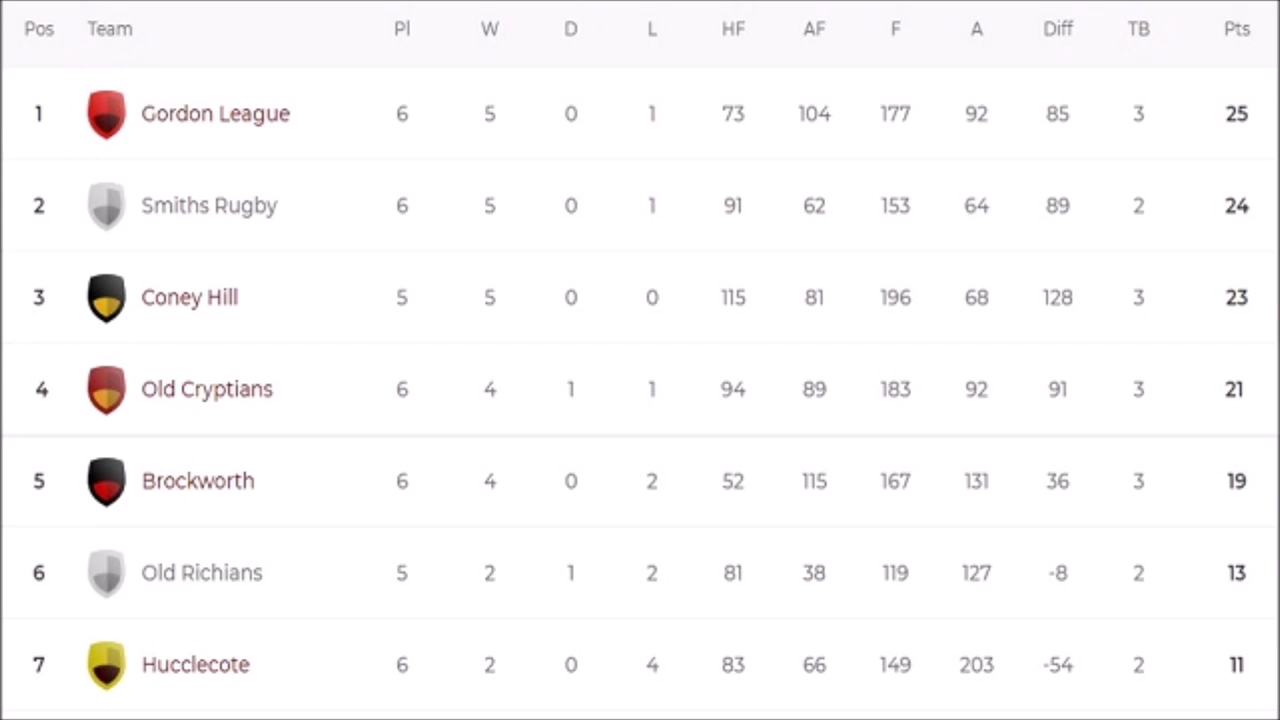 Pos Team Pl W D L HF AF F A Diff TB Pts
1 Gordon League 6 5 0 1 73 104 177 92 85 3 25
2 Smiths Rugby 6 5 0 1 91 62 153 64 89 2 24
3 Coney Hill 5 5 0 0 115 81 196 68 128 3 23
4 Old Cryptians 6 4 1 1 94 89 183 92 91 3 21
5 Brockworth 6 4 0 2 52 115 167 131 36 3 19
6 Old Richians 5 2 1 2 81 38 119 127 -8 2 13
7 Hucclecote 6 2 0 4 83 66 149 203 -54 2 11